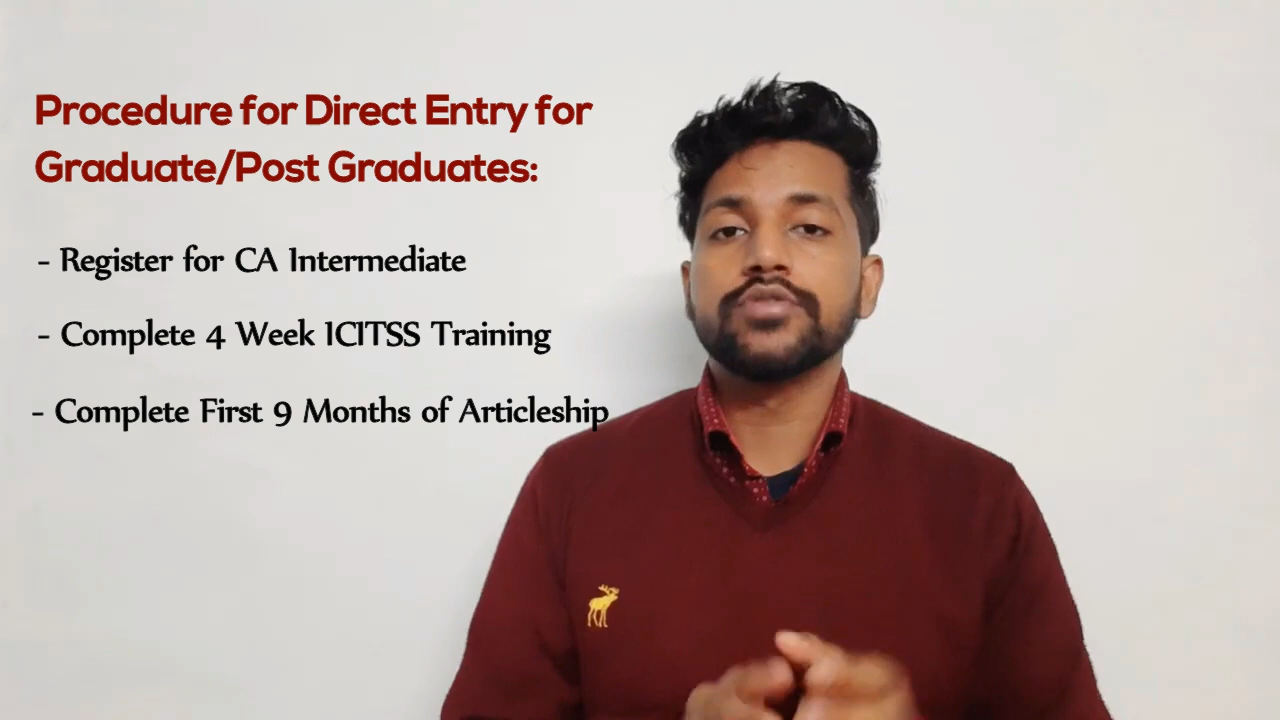 Procedure for Direct Entry for
Graduate/Post Graduates:
- Register for CA Intermediate
- Complete 4 Week ICITSS Training
- Complete First 9 Months of Articleship